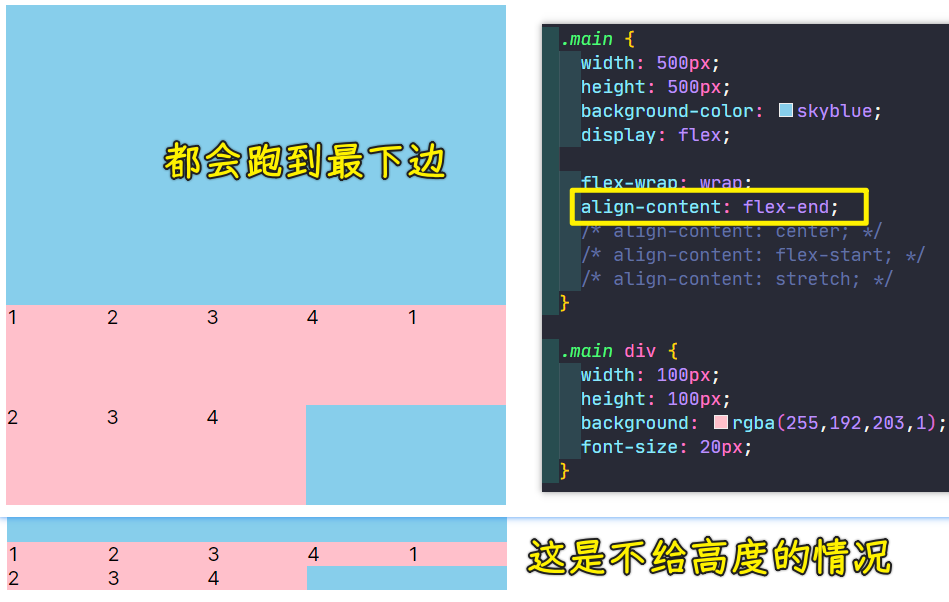 都会跑到最下边
1 2 3 4 1
2 3 4
.main {
width: 500px;
height: 500px;
background-color: skyblue;
display: flex;
flex-wrap: wrap;
align-content: flex-end;
/* align-content: center; */
/* align-content: flex-start; */
/* align-content: stretch; */
}
.main div {
width: 100px;
height: 100px;
background: rgba(255,192,203,1);
font-size: 20px;
}
1 2 3 4 1
2 3 4
这是不给高度的情况